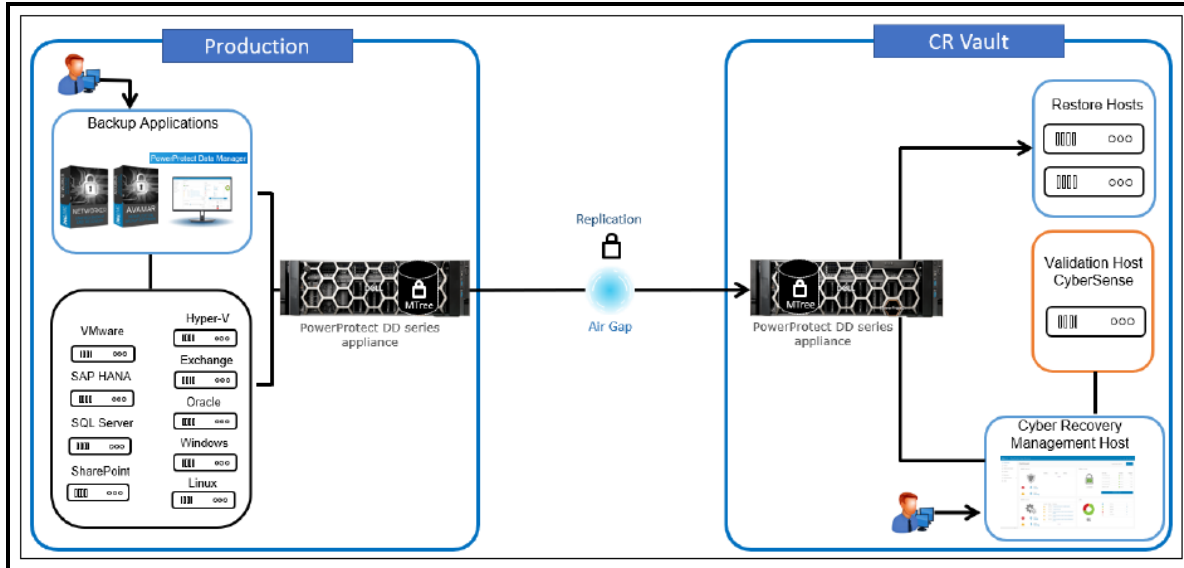 Production
CR Vault
Backup Applications
PowerProtect Data Manager
NETWORKER
AVAMAR
VMware
SAP HANA
SQL Server
SharePoint
Hyper-V
Exchange
Oracle
Windows
Linux
DELL
MTree
PowerProtect DD series
appliance
Replication
Air Gap
MTree
DELL
PowerProtect DD series
appliance
Restore Hosts
Validation Host
CyberSense
Cyber Recovery
Management Host